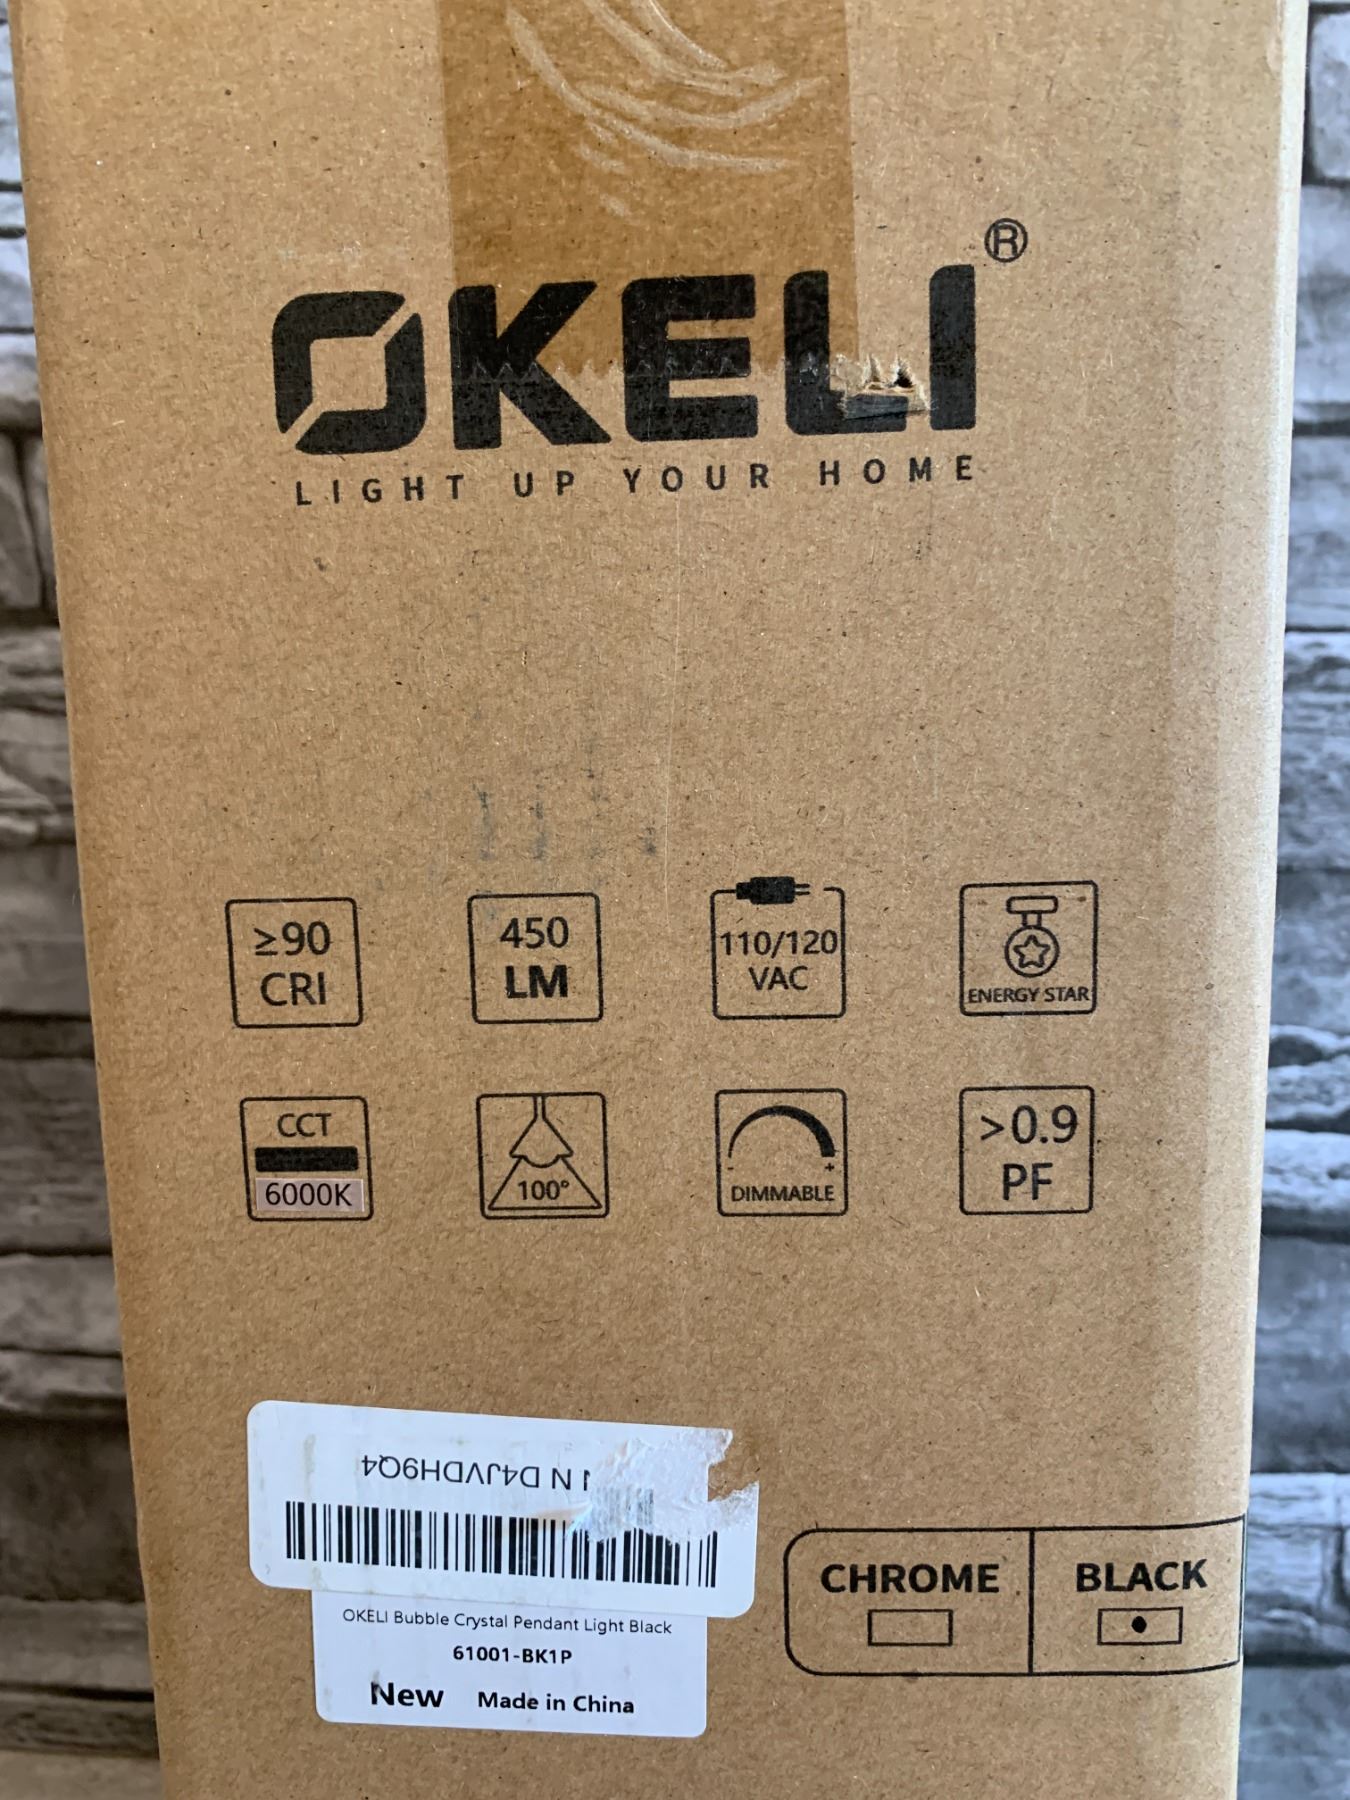 OKELI®
LIGHT UP YOUR HOME
≥90
CRI
450
LM
110/120
VAC
ENERGY STAR
CCT
6000K
100°
- +
DIMMABLE
>0.9
PF
N D4JVDH9Q4
OKELI Bubble Crystal Pendant Light Black
61001-BK1P
New Made in China
CHROME
BLACK